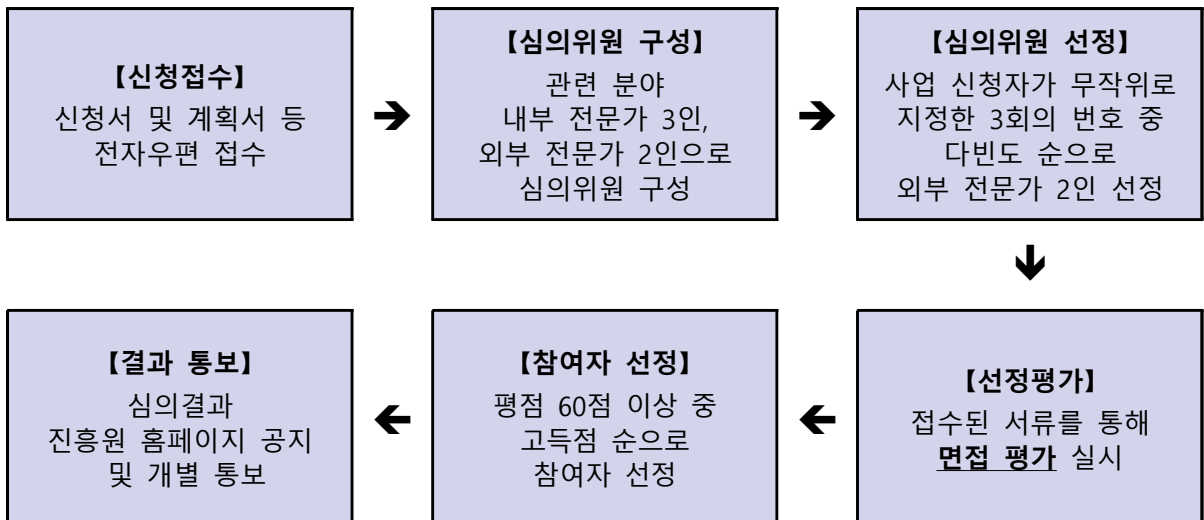 【신청접수】
신청서 및 계획서 등
전자우편 접수
➔
【심의위원 구성】
관련 분야
내부 전문가 3인,
외부 전문가 2인으로
심의위원 구성
➔
【심의위원 선정】
사업 신청자가 무작위로
지정한 3회의 번호 중
다빈도 순으로
외부 전문가 2인 선정
🡫
【선정평가】
접수된 서류를 통해
면접 평가 실시
🡨
【참여자 선정】
평점 60점 이상 중
고득점 순으로
참여자 선정
🡨
【결과 통보】
심의결과
진흥원 홈페이지 공지
및 개별 통보